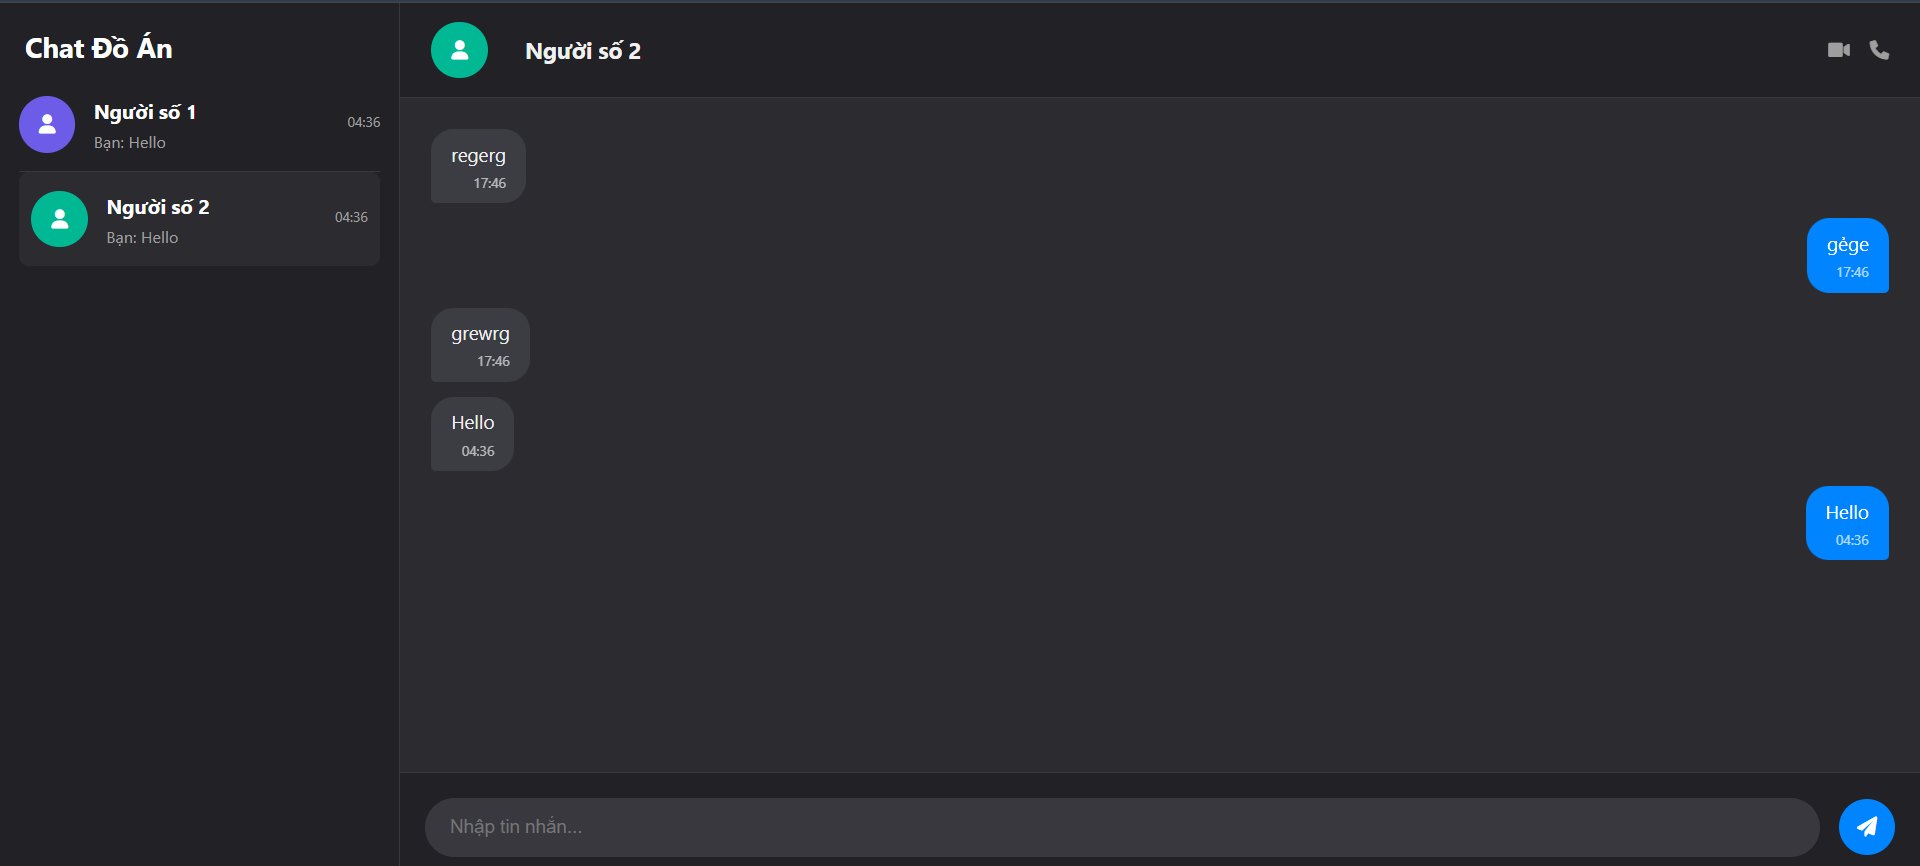 Chat Đồ Án
Người số 1
04:36
Bạn: Hello
Người số 2
04:36
Bạn: Hello
Người số 2
regerg
17:46
gẻge
17:46
grewrg
17:46
Hello
04:36
Hello
04:36
Nhập tin nhắn...